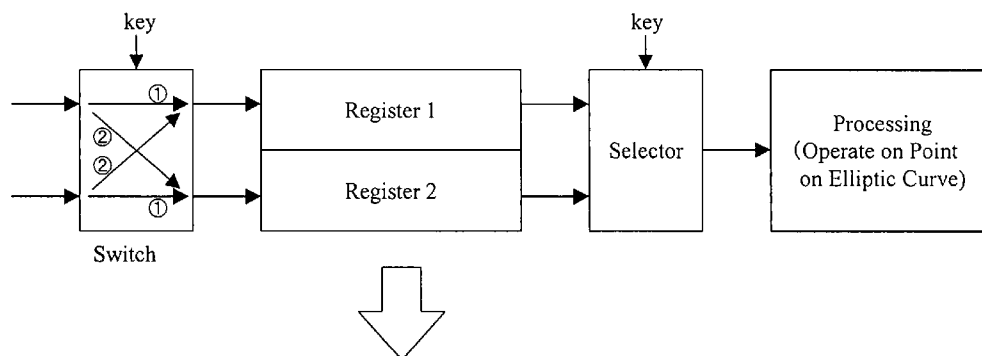 key
key
①
②
②
①
Switch
Register 1
Register 2
Selector
Processing
(Operate on Point
on Elliptic Curve)